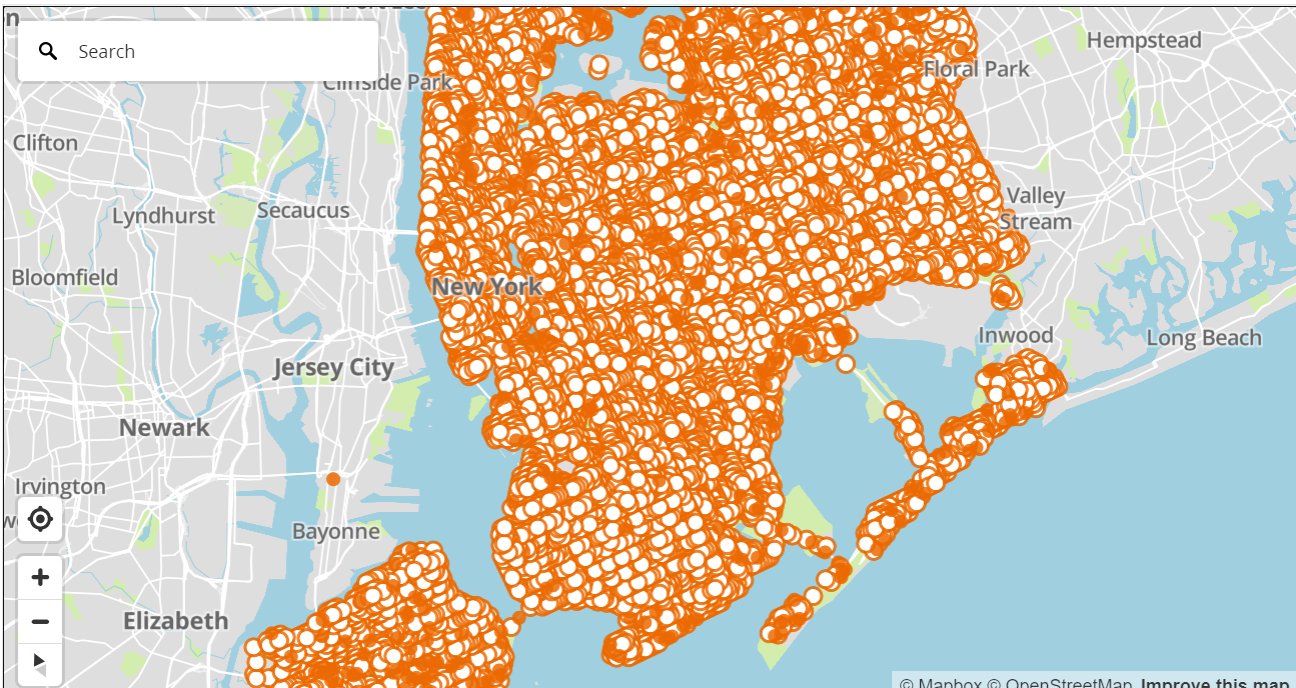 Search
Cliffside Park
Hempstead
Floral Park
Clifton
Lyndhurst
Secaucus
Valley
Stream
Bloomfield
New York
Inwood
Long Beach
Jersey City
Newark
Irvington
Bayonne
Elizabeth
© Mapbox © OpenStreetMap Improve this map